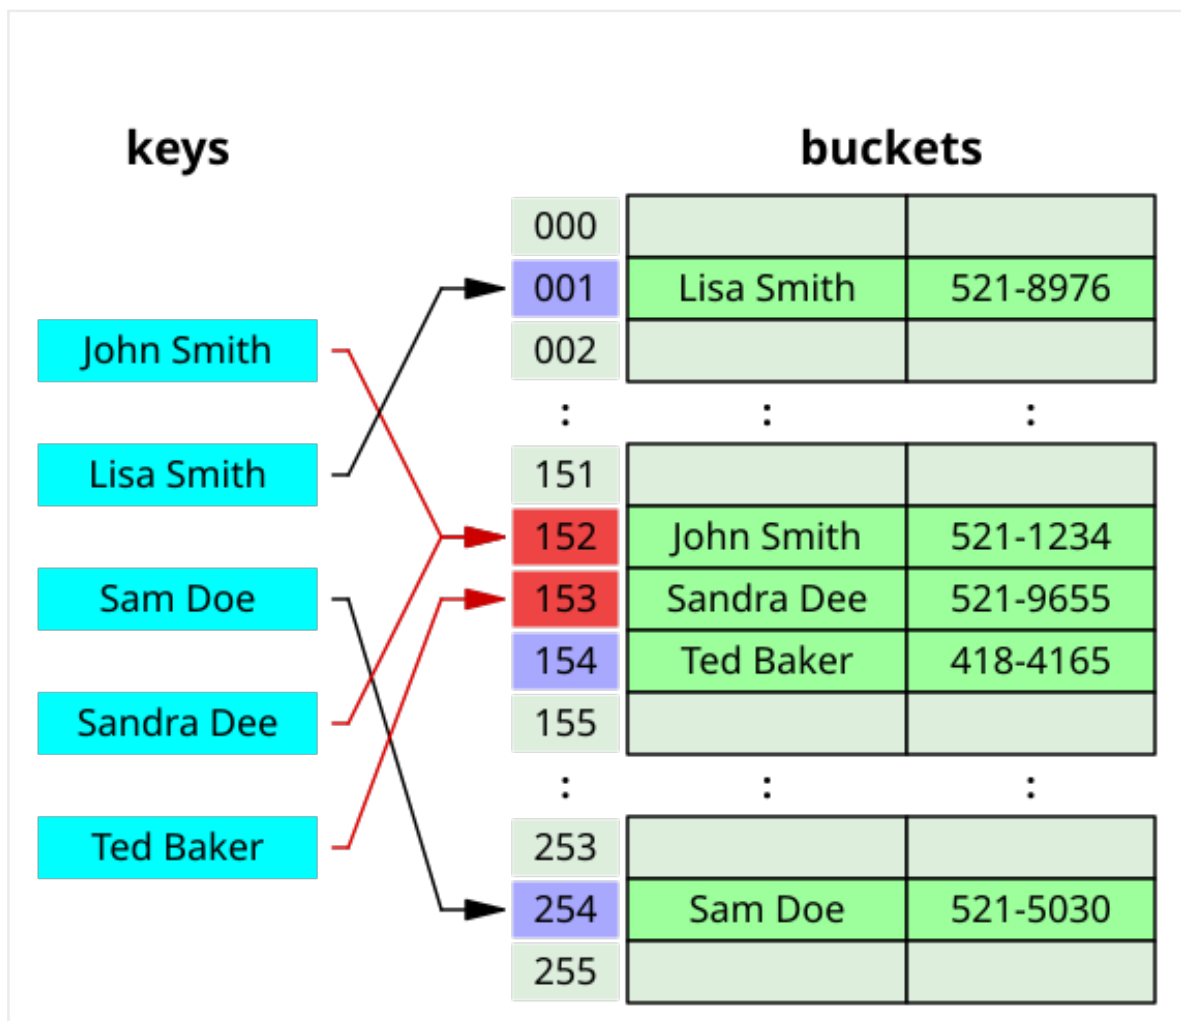 keys
buckets
000
001 Lisa Smith 521-8976
John Smith
002
: : :
Lisa Smith
151
152 John Smith 521-1234
Sam Doe
153 Sandra Dee 521-9655
154 Ted Baker 418-4165
Sandra Dee
155
: : :
Ted Baker
253
254 Sam Doe 521-5030
255